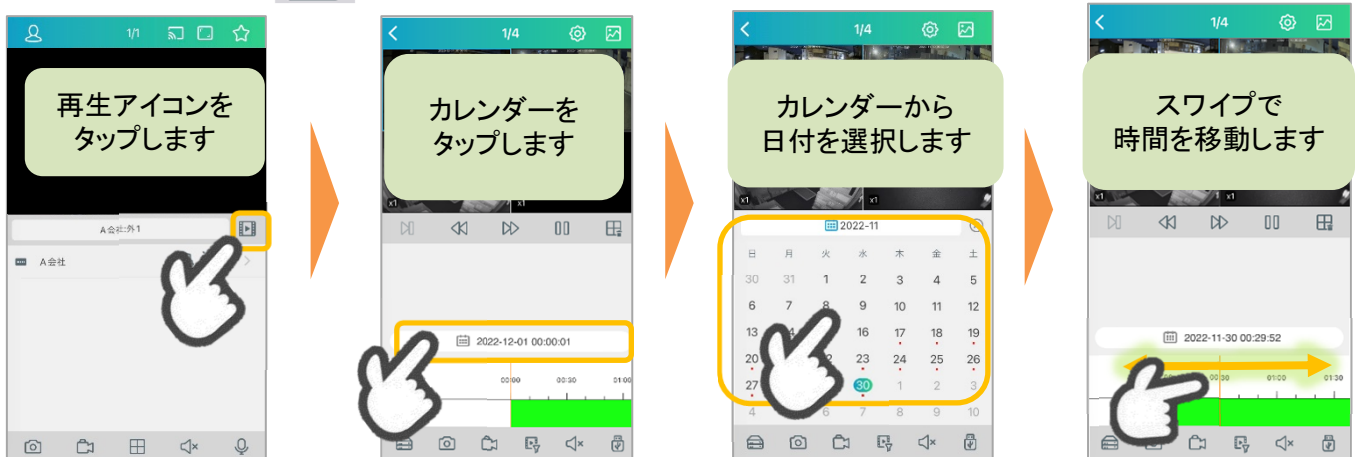 1/1
再生アイコンを
タップします
A会社:外1
A会社
1/4
カレンダーを
タップします
x1
2022-12-01 00:00:01
00:00 00:30 01:00
1/4
カレンダーから
日付を選択します
x1 x1
2022-11
日 月 火 水 木 金 土
30 31 1 2 3 4 5
6 7 8 9 10 11 12
13 16 17 18 19
20 23 24 25 26
27 30 1 2 3
4 6 7 8 9 10
1/4
スワイプで
時間を移動します
x1
2022-11-30 00:29:52
01:00 01:30